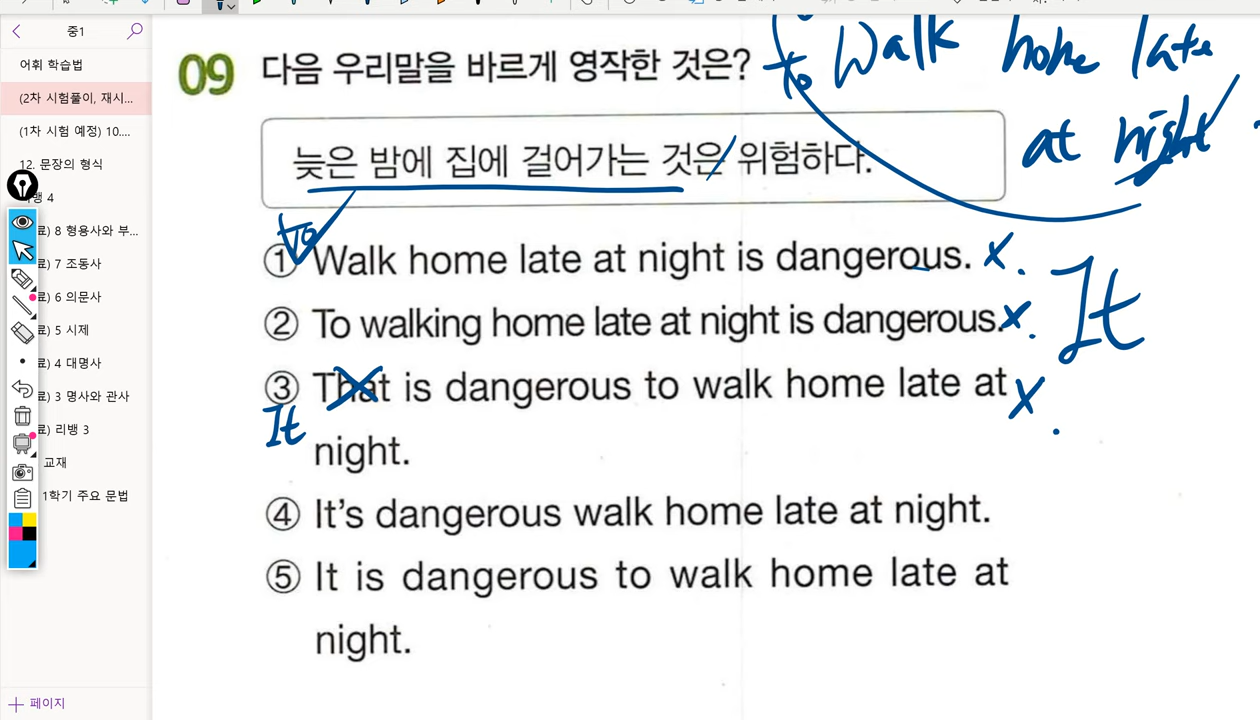 중1
어휘 학습법
(2차 시험풀이, 재시...
(1차 시험 예정) 10....
12. 문장의 형식
4
료) 8 형용사와 부...
료) 7 조동사
료) 6 의문사
료) 5 시제
료) 4 대명사
료) 3 명사와 관사
료) 리뱅 3
교재
1학기 주요 문법
페이지
to Walk home late
at night
09 다음 우리말을 바르게 영작한 것은?
늦은 밤에 집에 걸어가는 것은 위험하다.
to
① Walk home late at night is dangerous. x.
② To walking home late at night is dangerous. x.
It
③ That is dangerous to walk home late at x.
It
night.
④ It's dangerous walk home late at night.
⑤ It is dangerous to walk home late at
night.